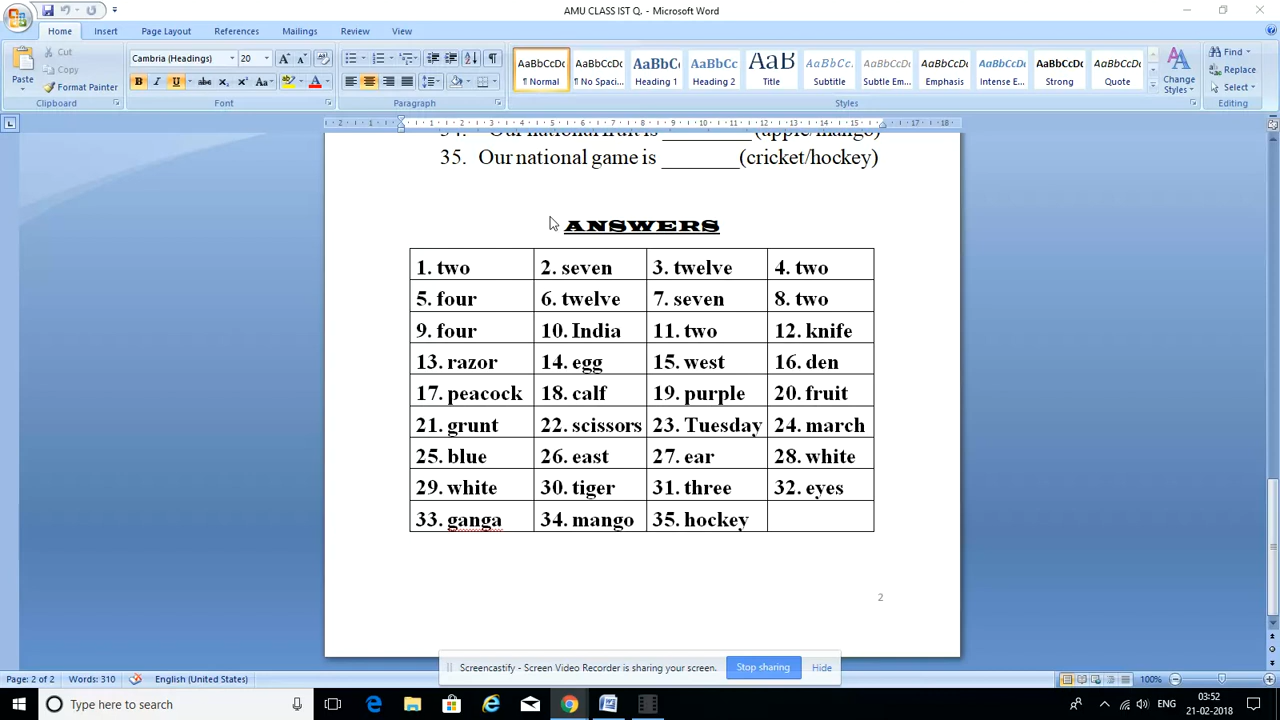 AMU CLASS IST Q. - Microsoft Word
Home Insert Page Layout References Mailings Review View
Cut
Copy
Format Painter
Paste
Clipboard
Cambria (Headings) 20
Font
Paragraph
AaBbCcDc AaBbCcDc AaBbCc AaBbCc AaB AaBbCc. AaBbCcDc AaBbCcDc AaBbCcDc AaBbCcDc AaBbCcDc
¶ Normal ¶ No Spaci... Heading 1 Heading 2 Title Subtitle Subtle Em... Emphasis Intense E... Strong Quote
Change Styles
Styles
Find
Replace
Select
Editing
34. Our national fruit is _________ (apple/mango)
35. Our national game is ________(cricket/hockey)
ANSWERS
1. two 2. seven 3. twelve 4. two
5. four 6. twelve 7. seven 8. two
9. four 10. India 11. two 12. knife
13. razor 14. egg 15. west 16. den
17. peacock 18. calf 19. purple 20. fruit
21. grunt 22. scissors 23. Tuesday 24. march
25. blue 26. east 27. ear 28. white
29. white 30. tiger 31. three 32. eyes
33. ganga 34. mango 35. hockey
2
Screencastify - Screen Video Recorder is sharing your screen. Stop sharing Hide
Page: 2 of 2 Words: 310 English (United States) 100%
Type here to search
ENG
03:52
21-02-2018